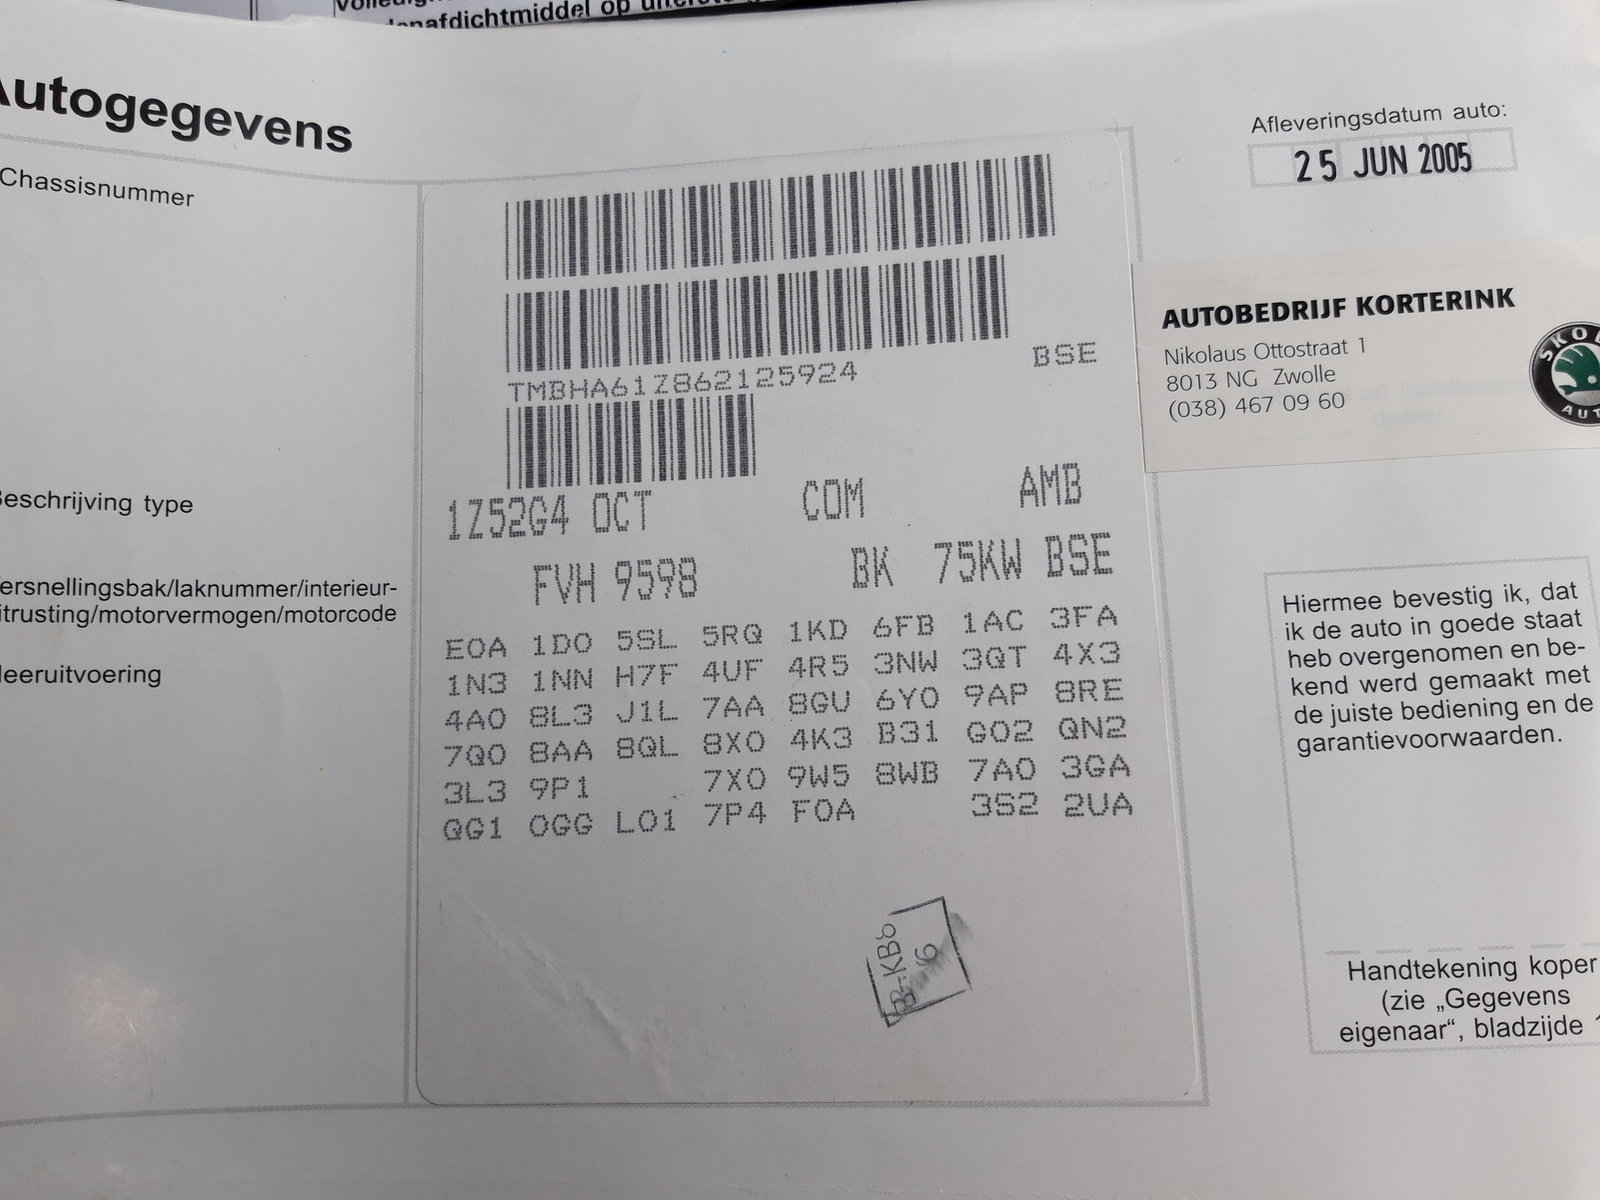 denafdichtmiddel op
Autogegevens
Afleveringsdatum auto:
25 JUN 2005
Chassisnummer
AUTOBEDRIJF KORTERINK
Nikolaus Ottostraat 1
8013 NG Zwolle
(038) 467 09 60
SKO
AUT
TMBHA61Z862125924 BSE
Beschrijving type
1Z52G4 OCT COM AMB
ersnellingsbak/laknummer/interieur-
itrusting/motorvermogen/motorcode
FVH 9598 BK 75KW BSE
eeruitvoering
E0A 1D0 5SL 5RQ 1KD 6FB 1AC 3FA
1N3 1NN H7F 4UF 4R5 3NW 3QT 4X3
4A0 8L3 J1L 7AA 8GU 6Y0 9AP 8RE
7Q0 8AA 8QL 8X0 4K3 B31 G02 QN2
3L3 9P1 7X0 9W5 8WB 7A0 3GA
QG1 0GG L01 7P4 F0A 3S2 2UA
Hiermee bevestig ik, dat
ik de auto in goede staat
heb overgenomen en be-
kend werd gemaakt met
de juiste bediening en de
garantievoorwaarden.
Handtekening koper
(zie „Gegevens
eigenaar“, bladzijde